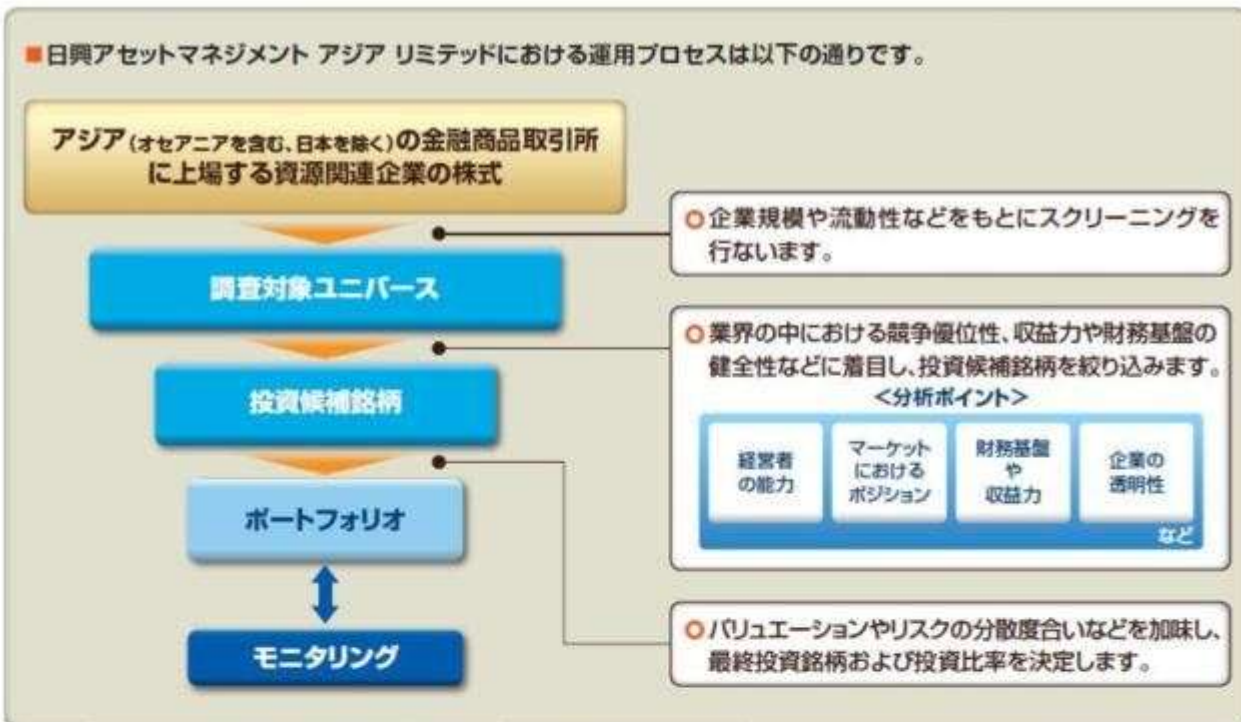 ■日興アセットマネジメント アジア リミテッドにおける運用プロセスは以下の通りです。
アジア(オセアニアを含む、日本を除く)の金融商品取引所
に上場する資源関連企業の株式
○企業規模や流動性などをもとにスクリーニングを
行ないます。
調査対象ユニバース
○業界の中における競争優位性、収益力や財務基盤の
健全性などに着目し、投資候補銘柄を絞り込みます。
<分析ポイント>
経営者
の能力
マーケット
における
ポジション
財務基盤
や
収益力
企業の
透明性
など
投資候補銘柄
ポートフォリオ
○バリュエーションやリスクの分散度合いなどを加味し、
最終投資銘柄および投資比率を決定します。
モニタリング